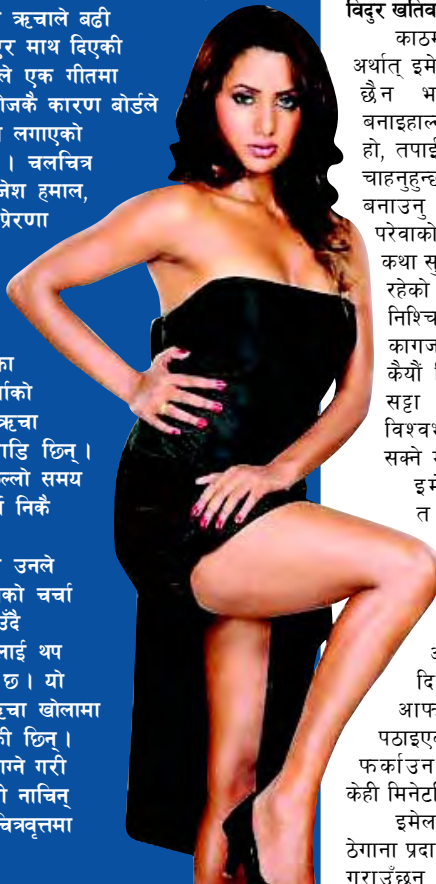 ऋचाले बढी
माथ दिएकी
ले एक गीतमा
ोजकै कारण बोर्डले
लगाएको
। चलचित्र
जेश हमाल,
प्रेरणा
का
र्चाको
ऋचा
गाडि छिन् ।
ल्लो समय
निकै
उनले
को चर्चा
उँदै
नाई थप
छ । यो
ऋचा खोलामा
की छिन् ।
ाग्ने गरी
ी नाचिन्
चित्रवृत्तमा
विदुर खतिव
काठम
अर्थात् इमे
छैन भ
बनाइहाल्
हो, तपाई
चाहनुहुन्छ
बनाउनु
परेवाको
कथा सु
रहेको
निश्चि
कागज
कैयौं
सट्टा
विश्वभ
सक्ने
इमे
त
दि
आफ
पठाइएक
फर्काउन
केही मिनेटि
इमेल
ठेगाना प्रदा
गराउँछन्